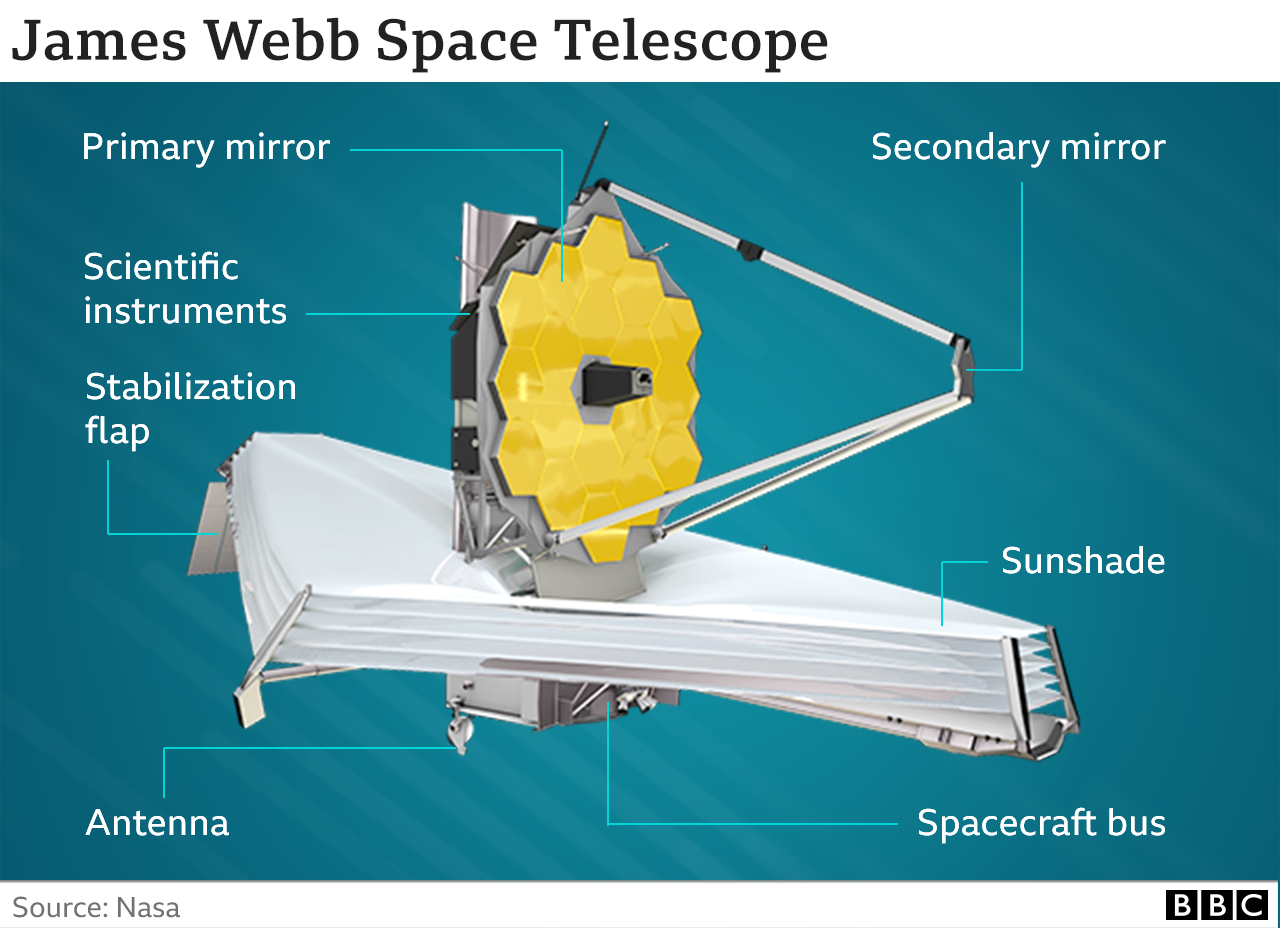 James Webb Space Telescope
Primary mirror
Secondary mirror
Scientific
instruments
Stabilization
flap
Sunshade
Antenna
Spacecraft bus
Source: Nasa
BBC